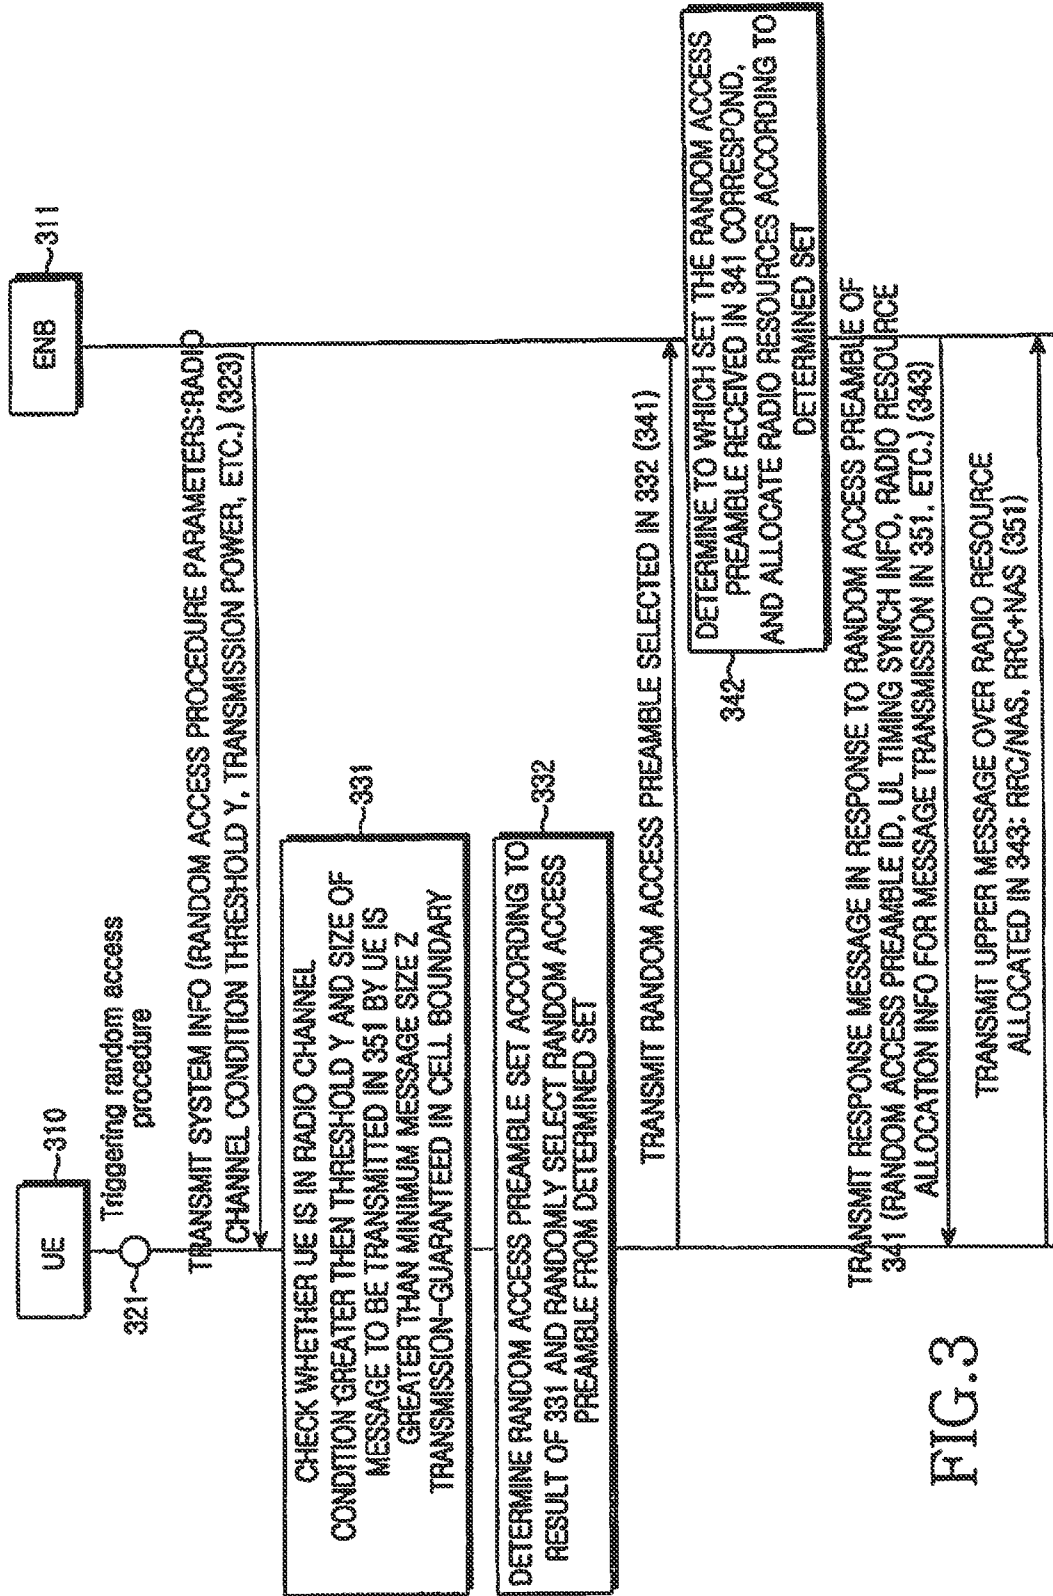 UE
310
ENB
311
321
Triggering random access
procedure
TRANSMIT SYSTEM INFO (RANDOM ACCESS PROCEDURE PARAMETERS:RADIO
CHANNEL CONDITION THRESHOLD Y, TRANSMISSION POWER, ETC.) (323)
331
CHECK WHETHER UE IS IN RADIO CHANNEL
CONDITION GREATER THEN THRESHOLD Y AND SIZE OF
MESSAGE TO BE TRANSMITTED IN 351 BY UE IS
GREATER THAN MINIMUM MESSAGE SIZE Z
TRANSMISSION-GUARANTEED IN CELL BOUNDARY
332
DETERMINE RANDOM ACCESS PREAMBLE SET ACCORDING TO
RESULT OF 331 AND RANDOMLY SELECT RANDOM ACCESS
PREAMBLE FROM DETERMINED SET
TRANSMIT RANDOM ACCESS PREAMBLE SELECTED IN 332 (341)
342
DETERMINE TO WHICH SET THE RANDOM ACCESS
PREAMBLE RECEIVED IN 341 CORRESPOND,
AND ALLOCATE RADIO RESOURCES ACCORDING TO
DETERMINED SET
TRANSMIT RESPONSE MESSAGE IN RESPONSE TO RANDOM ACCESS PREAMBLE OF
341 (RANDOM ACCESS PREAMBLE ID, UL TIMING SYNCH INFO, RADIO RESOURCE
ALLOCATION INFO FOR MESSAGE TRANSMISSION IN 351. ETC.) (343)
TRANSMIT UPPER MESSAGE OVER RADIO RESOURCE
ALLOCATED IN 343: RRC/NAS, RRC+NAS (351)
FIG.3